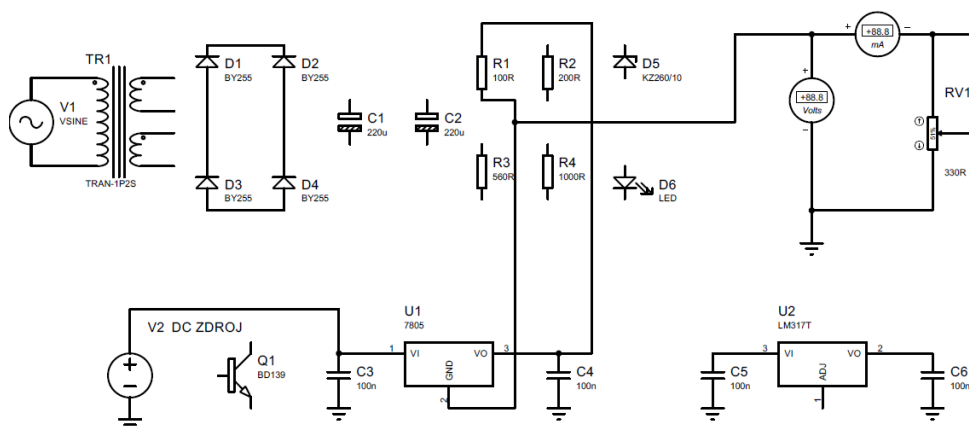 TR1
V1
VSINE
TRAN-1P2S
D1
BY255
D2
BY255
D3
BY255
D4
BY255
C1
220u
C2
220u
R1
100R
R2
200R
R3
560R
R4
1000R
D5
KZ260/10
D6
LED
+
−
+88.8
mA
+
+88.8
Volts
−
RV1
51%
330R
V2 DC ZDROJ
+
−
Q1
BD139
C3
100n
U1
7805
1
VI
VO
3
GND
2
C4
100n
C5
100n
U2
LM317T
3
VI
VO
2
ADJ
1
C6
100n